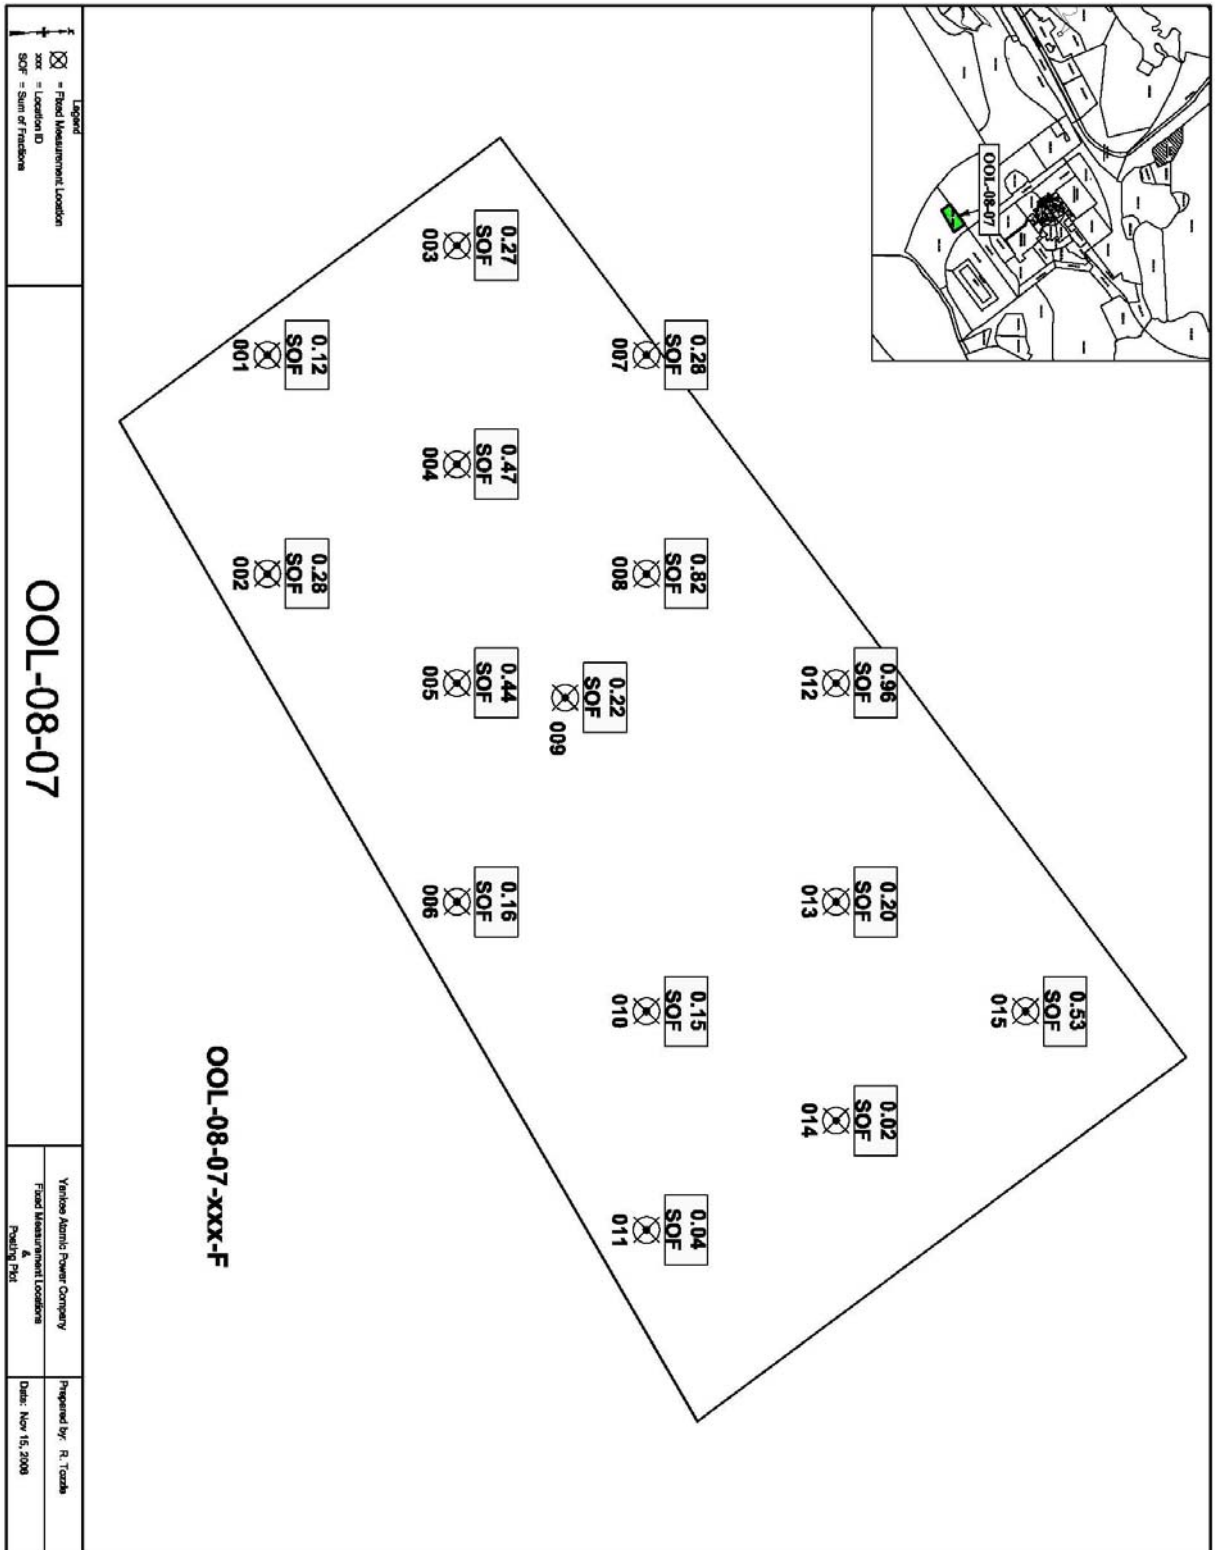 OOL-08-07
0.53
SOF
015
0.96
SOF
012
0.20
SOF
013
0.02
SOF
014
0.28
SOF
007
0.82
SOF
008
0.15
SOF
010
0.04
SOF
011
0.22
SOF
009
0.27
SOF
003
0.47
SOF
004
0.44
SOF
005
0.16
SOF
006
0.12
SOF
001
0.28
SOF
002
OOL-08-07-XXX-F
Legend
= Fixed Measurement Location
xxx = Location ID
SOF = Sum of Fractions
OOL-08-07
Yankee Atomic Power Company
Fixed Measurement Locations
&
Posting Plot
Prepared by: R. Tozzie
Date: Nov 15, 2006